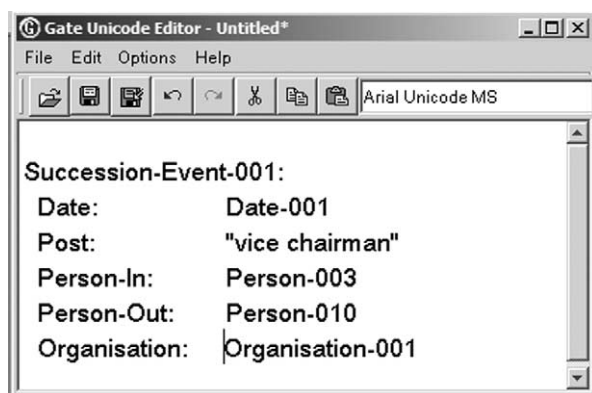 Gate Unicode Editor - Untitled*
File Edit Options Help
Arial Unicode MS
Succession-Event-001:
Date: Date-001
Post: "vice chairman"
Person-In: Person-003
Person-Out: Person-010
Organisation: Organisation-001